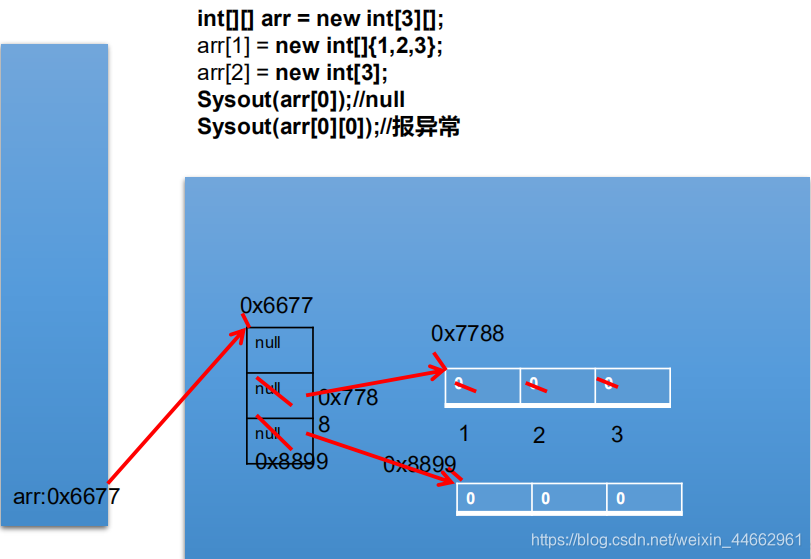 int[][] arr = new int[3][];
arr[1] = new int[]{1,2,3};
arr[2] = new int[3];
Sysout(arr[0]);//null
Sysout(arr[0][0]);//报异常
0x6677
null
null
0x778
8
null
0x8899
0x7788
0 0 0
1 2 3
0x8899
0 0 0
arr:0x6677
https://blog.csdn.net/weixin_44662961